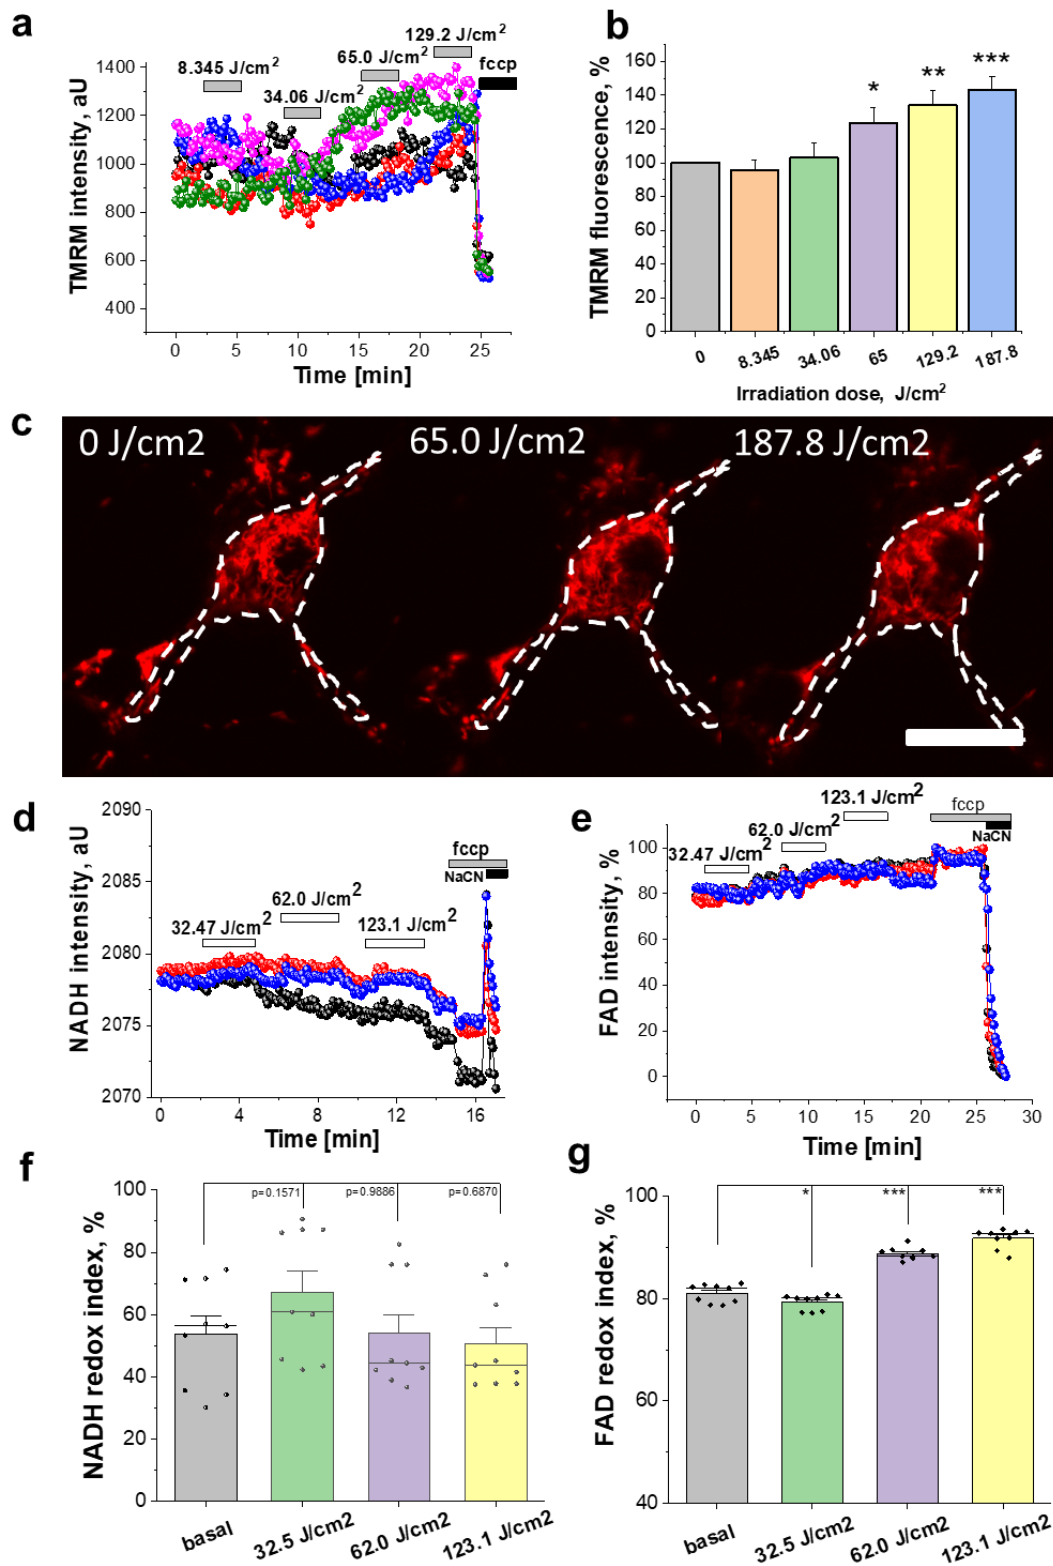 a
129.2 J/cm2
65.0 J/cm2
fccp
8.345 J/cm2
34.06 J/cm2
TMRM intensity, aU
1400
1200
1000
800
600
400
0 5 10 15 20 25
Time [min]
b
TMRM fluorescence, %
160
140
120
100
80
60
40
20
0
* ** ***
0 8.345 34.06 65 129.2 187.8
Irradiation dose, J/cm2
c
0 J/cm2 65.0 J/cm2 187.8 J/cm2
d
NADH intensity, aU
2090
2085
2080
2075
2070
fccp
NaCN
62.0 J/cm2
32.47 J/cm2
123.1 J/cm2
0 4 8 12 16
Time [min]
e
FAD intensity, %
123.1 J/cm2
fccp
62.0 J/cm2
NaCN
32.47 J/cm2
100
80
60
40
20
0
0 5 10 15 20 25 30
Time [min]
f
NADH redox index, %
100
80
60
40
20
0
p=0.1571 p=0.9886 p=0.6870
basal 32.5 J/cm2 62.0 J/cm2 123.1 J/cm2
g
FAD redox index, %
100
80
60
40
* *** ***
basal 32.5 J/cm2 62.0 J/cm2 123.1 J/cm2